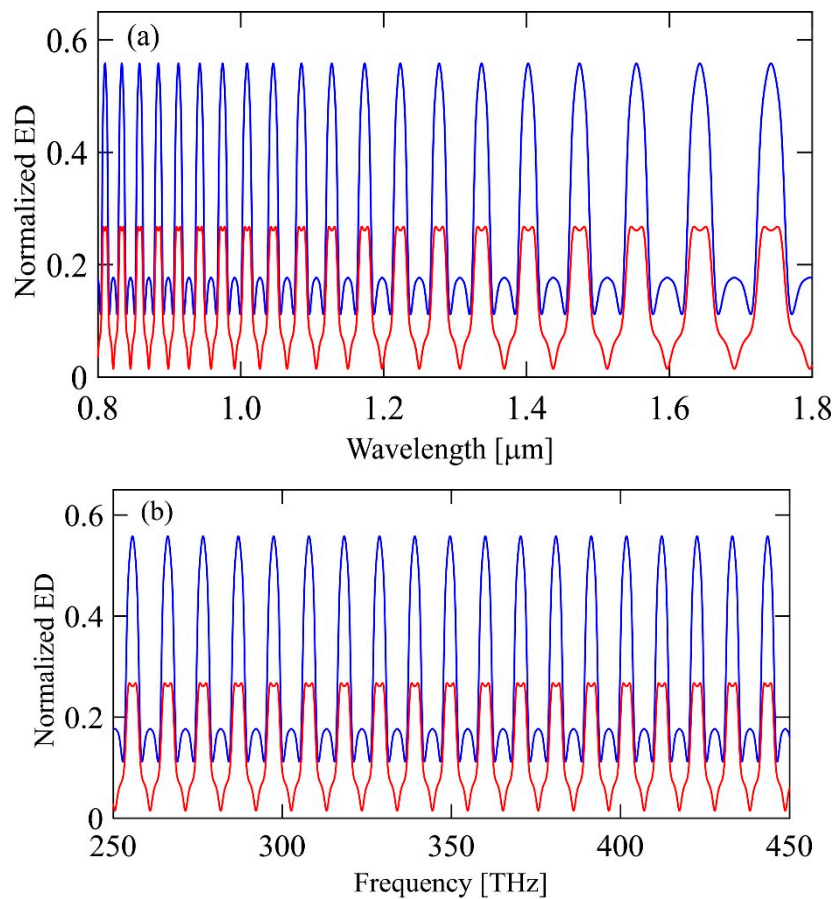 0.6
(a)
0.4
0.2
0
Normalized ED
0.8 1.0 1.2 1.4 1.6 1.8
Wavelength [μm]
0.6
(b)
0.4
0.2
0
Normalized ED
250 300 350 400 450
Frequency [THz]